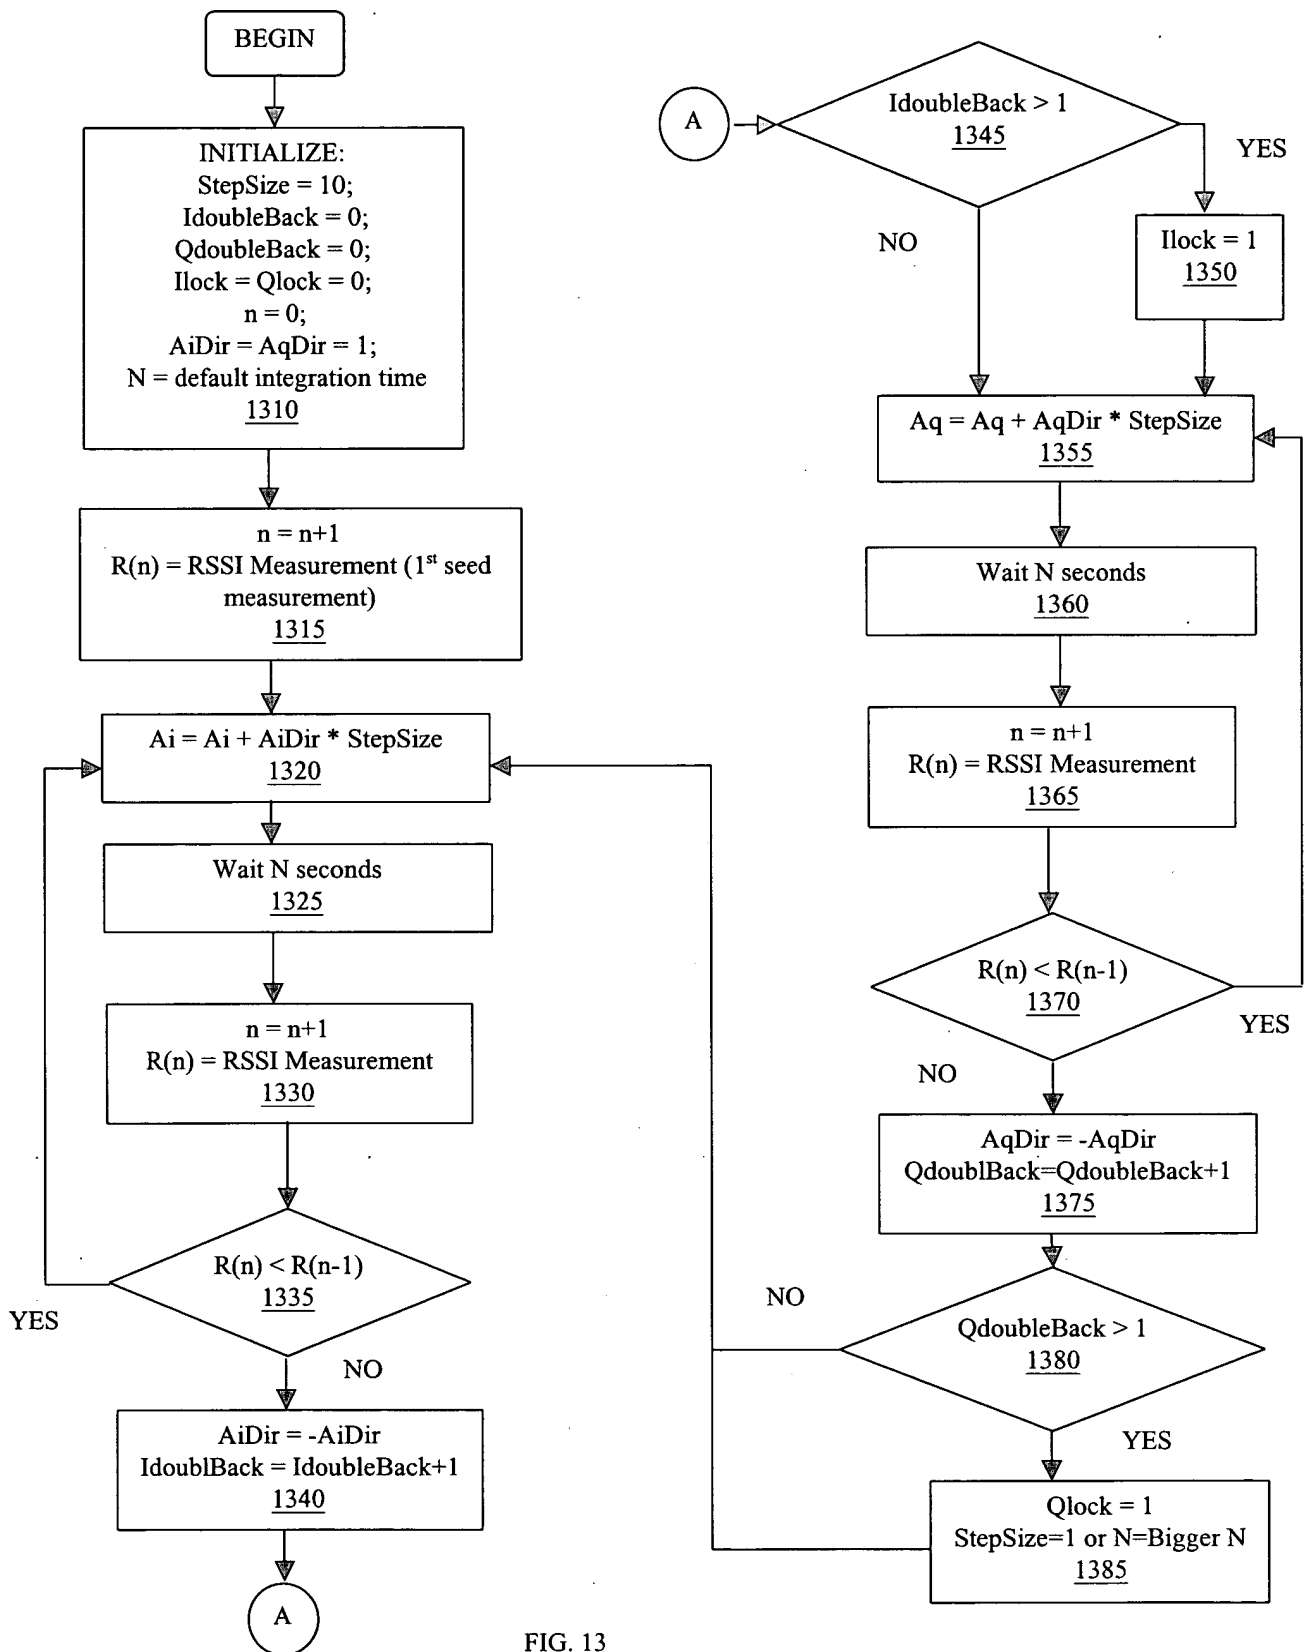 BEGIN
INITIALIZE:
StepSize = 10;
IdoubleBack = 0;
QdoubleBack = 0;
Ilock = Qlock = 0;
n = 0;
AiDir = AqDir = 1;
N = default integration time
1310
n = n+1
R(n) = RSSI Measurement (1st seed
measurement)
1315
Ai = Ai + AiDir * StepSize
1320
Wait N seconds
1325
n = n+1
R(n) = RSSI Measurement
1330
R(n) < R(n-1)
1335
YES
NO
AiDir = -AiDir
IdoublBack = IdoubleBack+1
1340
A
A
IdoubleBack > 1
1345
YES
NO
Ilock = 1
1350
Aq = Aq + AqDir * StepSize
1355
Wait N seconds
1360
n = n+1
R(n) = RSSI Measurement
1365
R(n) < R(n-1)
1370
YES
NO
AqDir = -AqDir
QdoublBack=QdoubleBack+1
1375
NO
QdoubleBack > 1
1380
YES
Qlock = 1
StepSize=1 or N=Bigger N
1385
FIG. 13